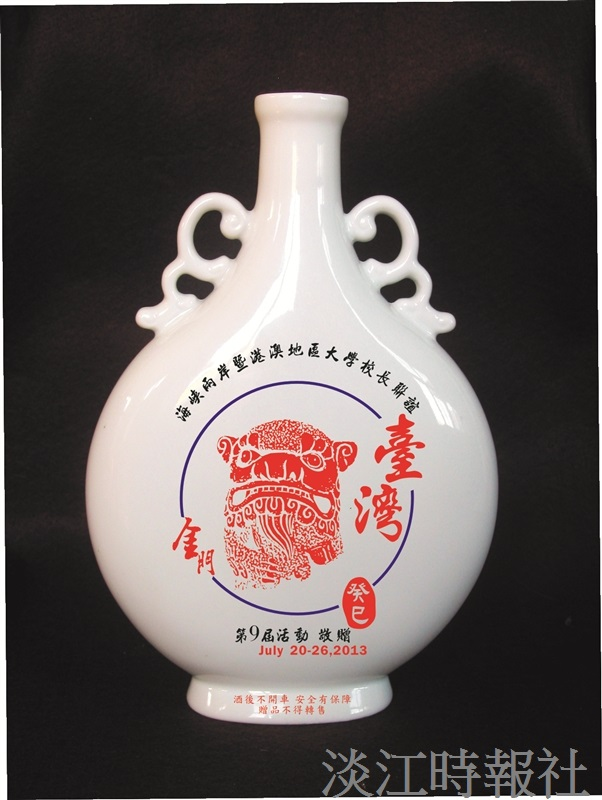 海峽兩岸暨港澳地區大學校長聯誼
臺灣
金門
癸巳
第9屆活動 敬贈
July 20-26,2013
酒後不開車 安全有保障
贈品不得轉售
淡江時報社